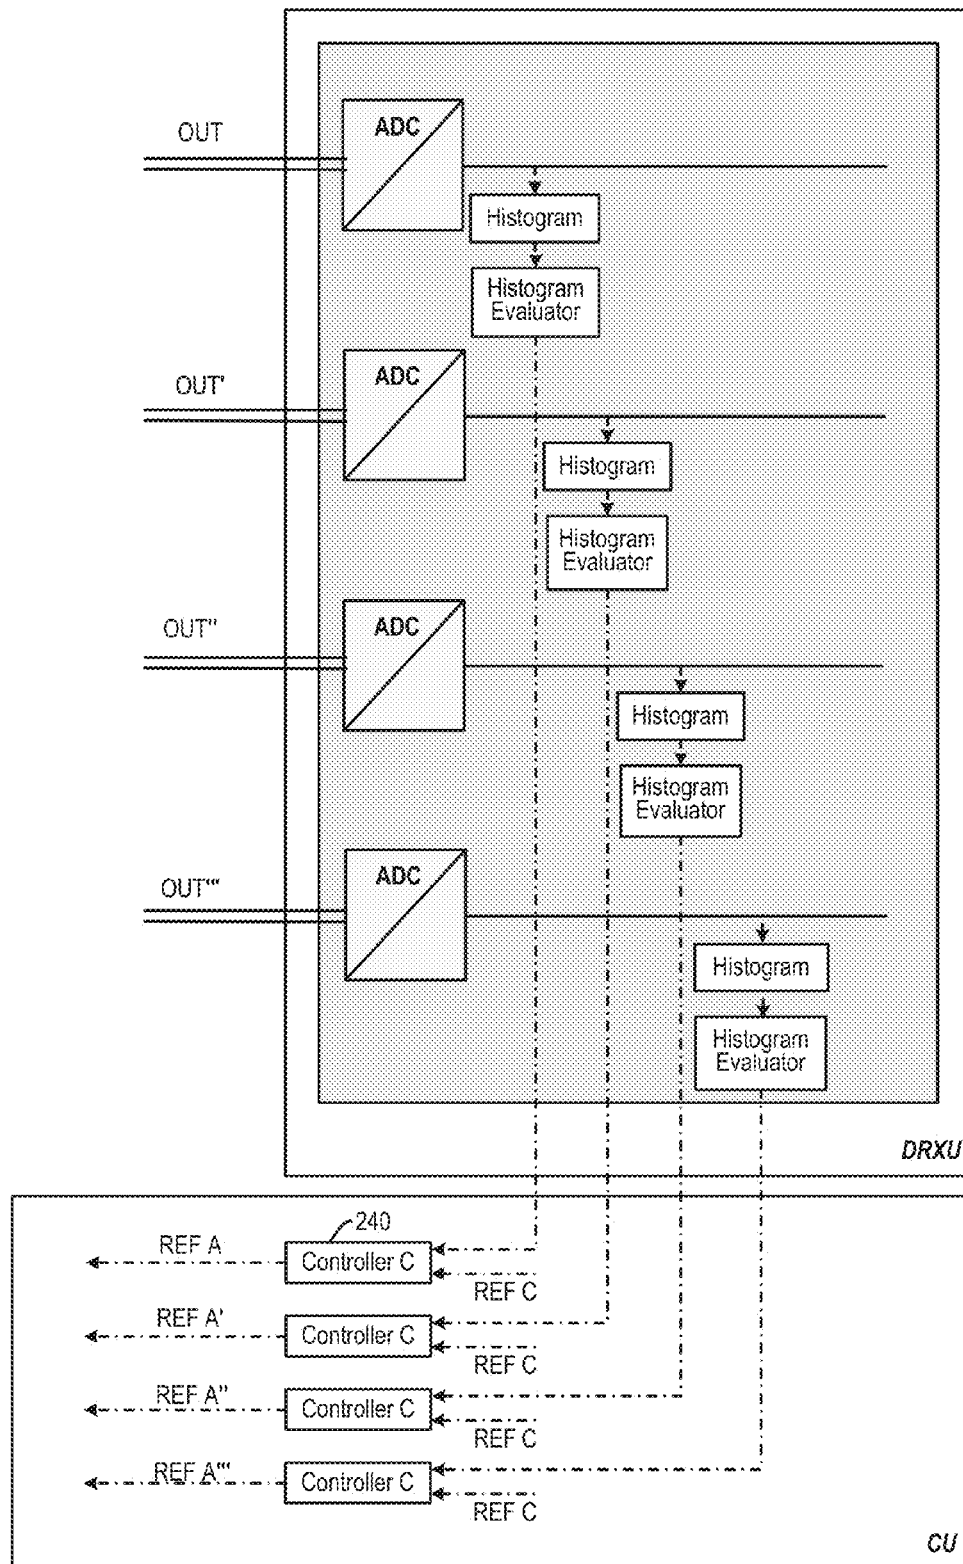 OUT
ADC
Histogram
Histogram
Evaluator
OUT'
ADC
Histogram
Histogram
Evaluator
OUT"
ADC
Histogram
Histogram
Evaluator
OUT'"
ADC
Histogram
Histogram
Evaluator
DRXU
240
REF A
Controller C
REF C
REF A'
Controller C
REF C
REF A"
Controller C
REF C
REF A'"
Controller C
REF C
CU